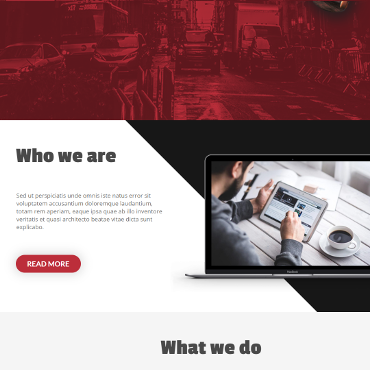 Who we are
Sed ut perspiciatis unde omnis iste natus error sit
voluptatem accusantium doloremque laudantium,
totam rem aperiam, eaque ipsa quae ab illo inventore
veritatis et quasi architecto beatae vitae dicta sunt
explicabo.
READ MORE
What we do